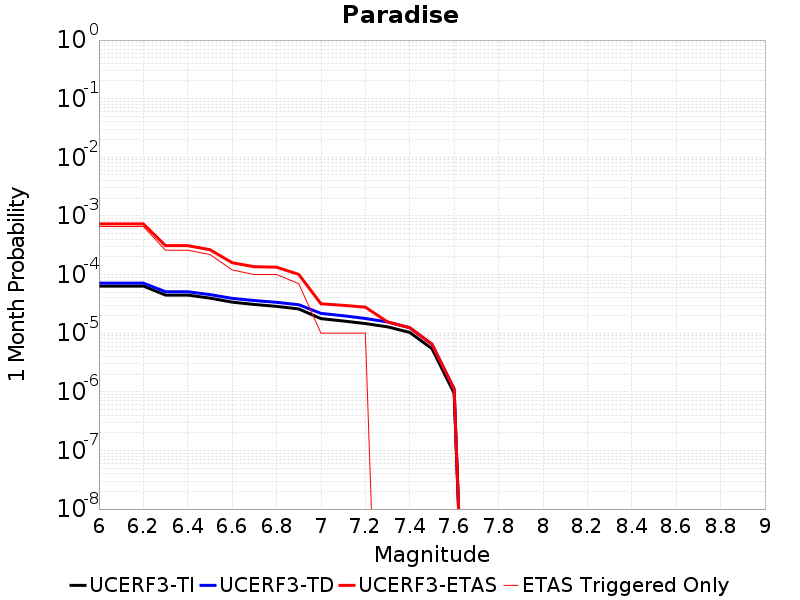 Paradise
1 Month Probability
10^0
10^-1
10^-2
10^-3
10^-4
10^-5
10^-6
10^-7
10^-8
6 6.2 6.4 6.6 6.8 7 7.2 7.4 7.6 7.8 8 8.2 8.4 8.6 8.8 9
Magnitude
UCERF3-TI UCERF3-TD UCERF3-ETAS ETAS Triggered Only